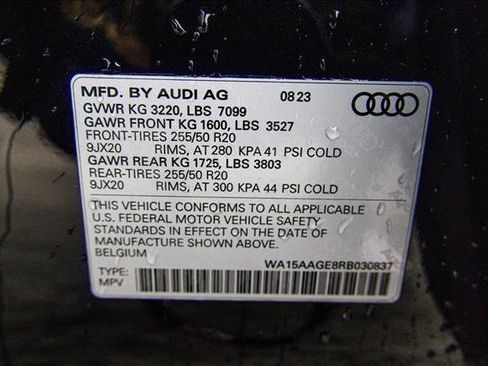 MFD. BY AUDI AG 08 23
GVWR KG 3220, LBS 7099
GAWR FRONT KG 1600, LBS 3527
FRONT-TIRES 255/50 R20
9JX20 RIMS, AT 280 KPA 41 PSI COLD
GAWR REAR KG 1725, LBS 3803
REAR-TIRES 255/50 R20
9JX20 RIMS, AT 300 KPA 44 PSI COLD
THIS VEHICLE CONFORMS TO ALL APPLICABLE
U.S. FEDERAL MOTOR VEHICLE SAFETY
STANDARDS IN EFFECT ON THE DATE
OF MANUFACTURE SHOWN ABOVE.
BELGIUM WA15AAGE8RB030837
TYPE:
MPV